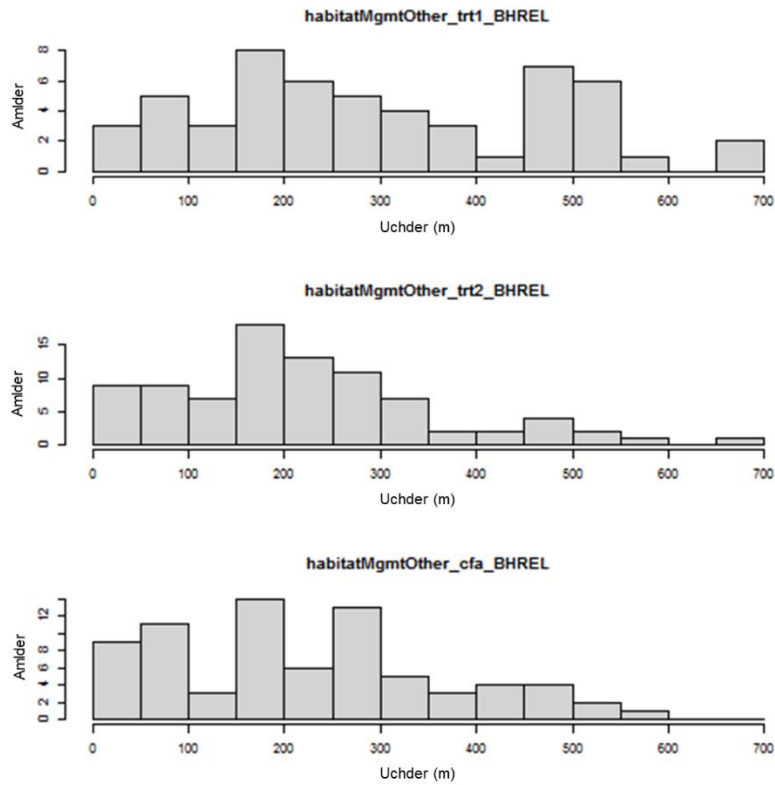 habitatMgmtOther_trt1_BHREL
Amlder
8
6
4
2
0
0 100 200 300 400 500 600 700
Uchder (m)
habitatMgmtOther_trt2_BHREL
Amlder
15
10
5
0
0 100 200 300 400 500 600 700
Uchder (m)
habitatMgmtOther_cfa_BHREL
Amlder
12
8
6
4
2
0
0 100 200 300 400 500 600 700
Uchder (m)